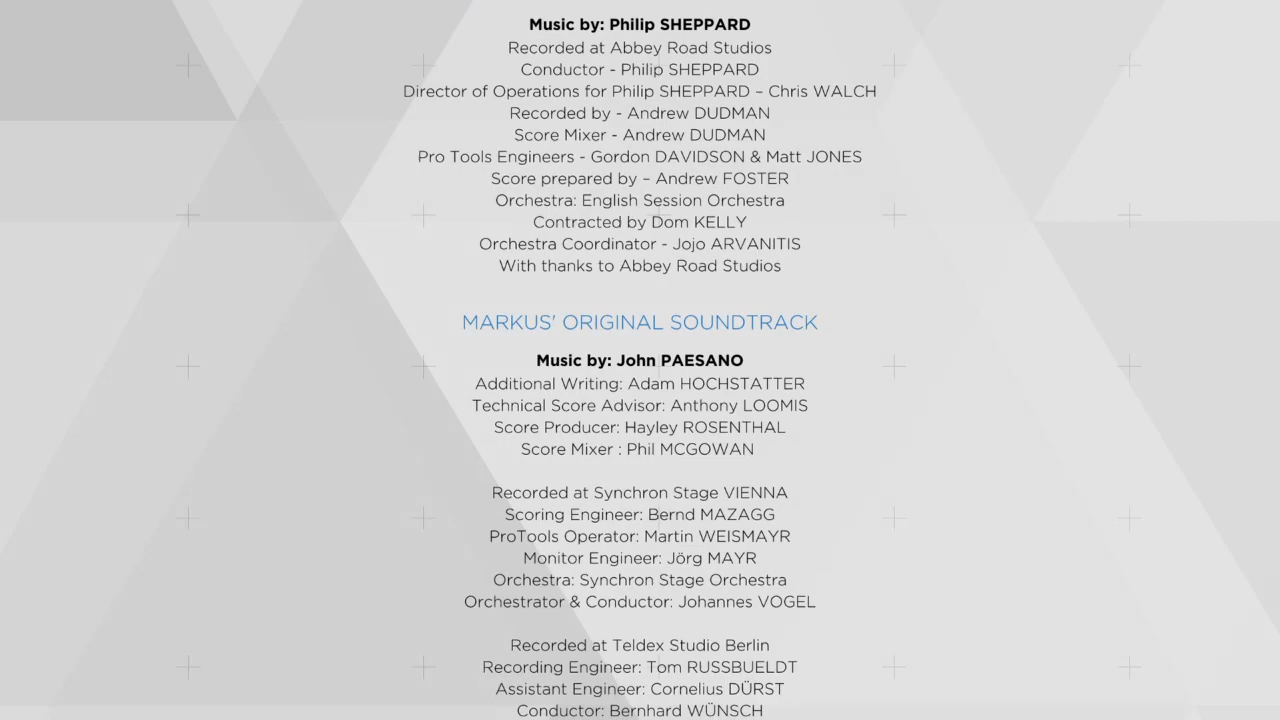 Music by: Philip SHEPPARD
Recorded at Abbey Road Studios
Conductor - Philip SHEPPARD
Director of Operations for Philip SHEPPARD – Chris WALCH
Recorded by - Andrew DUDMAN
Score Mixer - Andrew DUDMAN
Pro Tools Engineers - Gordon DAVIDSON & Matt JONES
Score prepared by – Andrew FOSTER
Orchestra: English Session Orchestra
Contracted by Dom KELLY
Orchestra Coordinator - Jojo ARVANITIS
With thanks to Abbey Road Studios
MARKUS' ORIGINAL SOUNDTRACK
Music by: John PAESANO
Additional Writing: Adam HOCHSTATTER
Technical Score Advisor: Anthony LOOMIS
Score Producer: Hayley ROSENTHAL
Score Mixer : Phil MCGOWAN
Recorded at Synchron Stage VIENNA
Scoring Engineer: Bernd MAZAGG
ProTools Operator: Martin WEISMAYR
Monitor Engineer: Jörg MAYR
Orchestra: Synchron Stage Orchestra
Orchestrator & Conductor: Johannes VOGEL
Recorded at Teldex Studio Berlin
Recording Engineer: Tom RUSSBUELDT
Assistant Engineer: Cornelius DÜRST
Conductor: Bernhard WÜNSCH